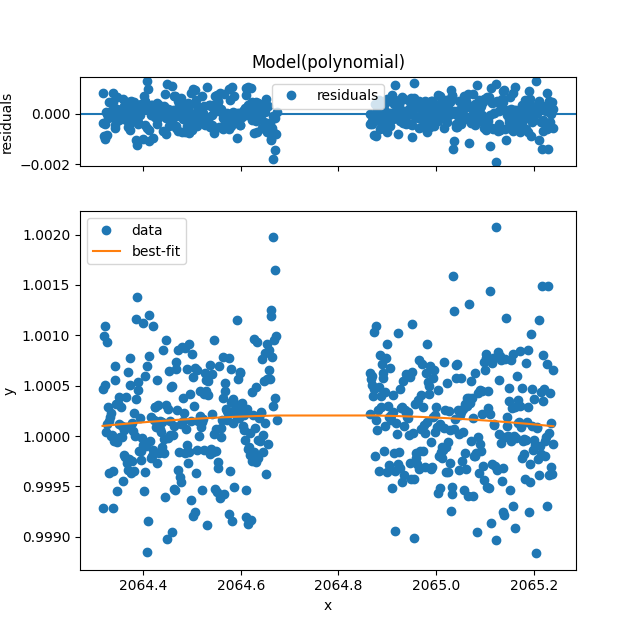 Model(polynomial)
residuals
0.000
−0.002
residuals
data
best-fit
1.0020
1.0015
1.0010
1.0005
1.0000
0.9995
0.9990
y
2064.4 2064.6 2064.8 2065.0 2065.2
x